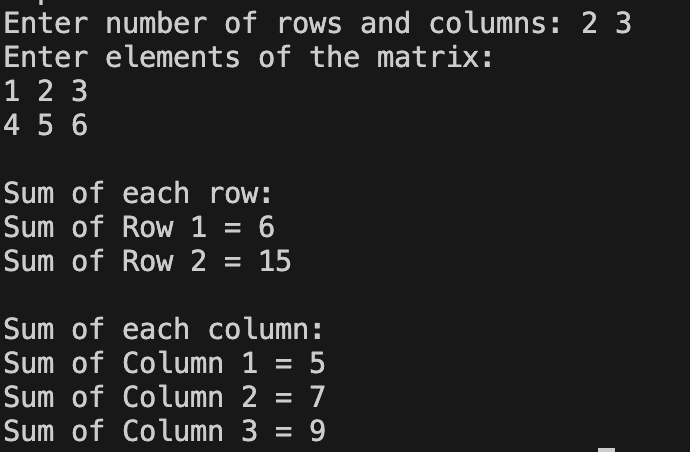 Enter number of rows and columns: 2 3
Enter elements of the matrix:
1 2 3
4 5 6
Sum of each row:
Sum of Row 1 = 6
Sum of Row 2 = 15
Sum of each column:
Sum of Column 1 = 5
Sum of Column 2 = 7
Sum of Column 3 = 9